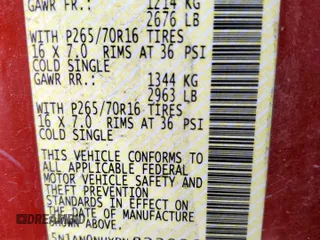 GAWR FR.: 1214 KG
2676 LB
WITH P265/70R16 TIRES
16 X 7.0 RIMS AT 36 PSI
COLD SINGLE
GAWR RR.: 1344 KG
2963 LB
WITH P265/70R16 TIRES
16 X 7.0 RIMS AT 36 PSI
COLD SINGLE
THIS VEHICLE CONFORMS TO
ALL APPLICABLE FEDERAL
MOTOR VEHICLE SAFETY
STANDARDS IN EFFECT ON
THE DATE OF MANUFACTURE
SHOWN ABOVE.